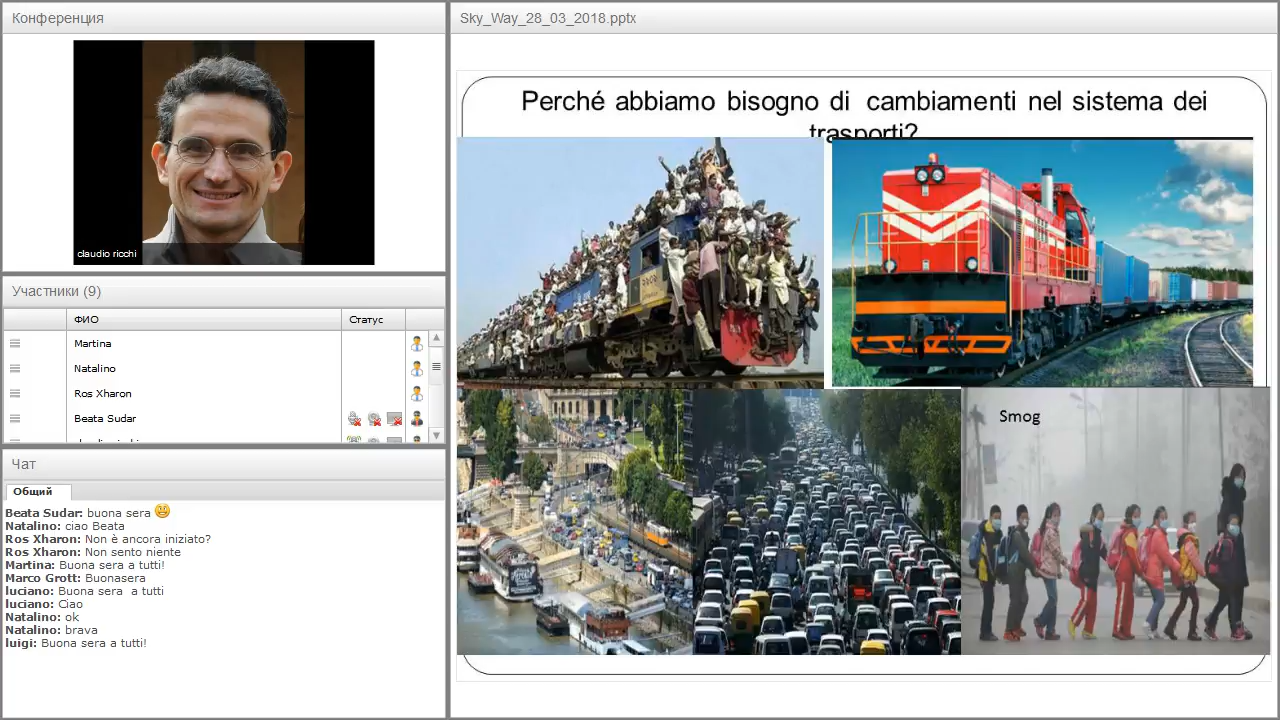 Конференция
claudio ricchi
Участники (9)
ФИО
Статус
Martina
Natalino
Ros Xharon
Beata Sudar
Чат
Общий
Beata Sudar: buona sera
Natalino: ciao Beata
Ros Xharon: Non è ancora iniziato?
Ros Xharon: Non sento niente
Martina: Buona sera a tutti!
Marco Grott: Buonasera
luciano: Buona sera a tutti
luciano: Ciao
Natalino: ok
Natalino: brava
luigi: Buona sera a tutti!
Sky_Way_28_03_2018.pptx
Perché abbiamo bisogno di cambiamenti nel sistema dei
trasporti?
Smog